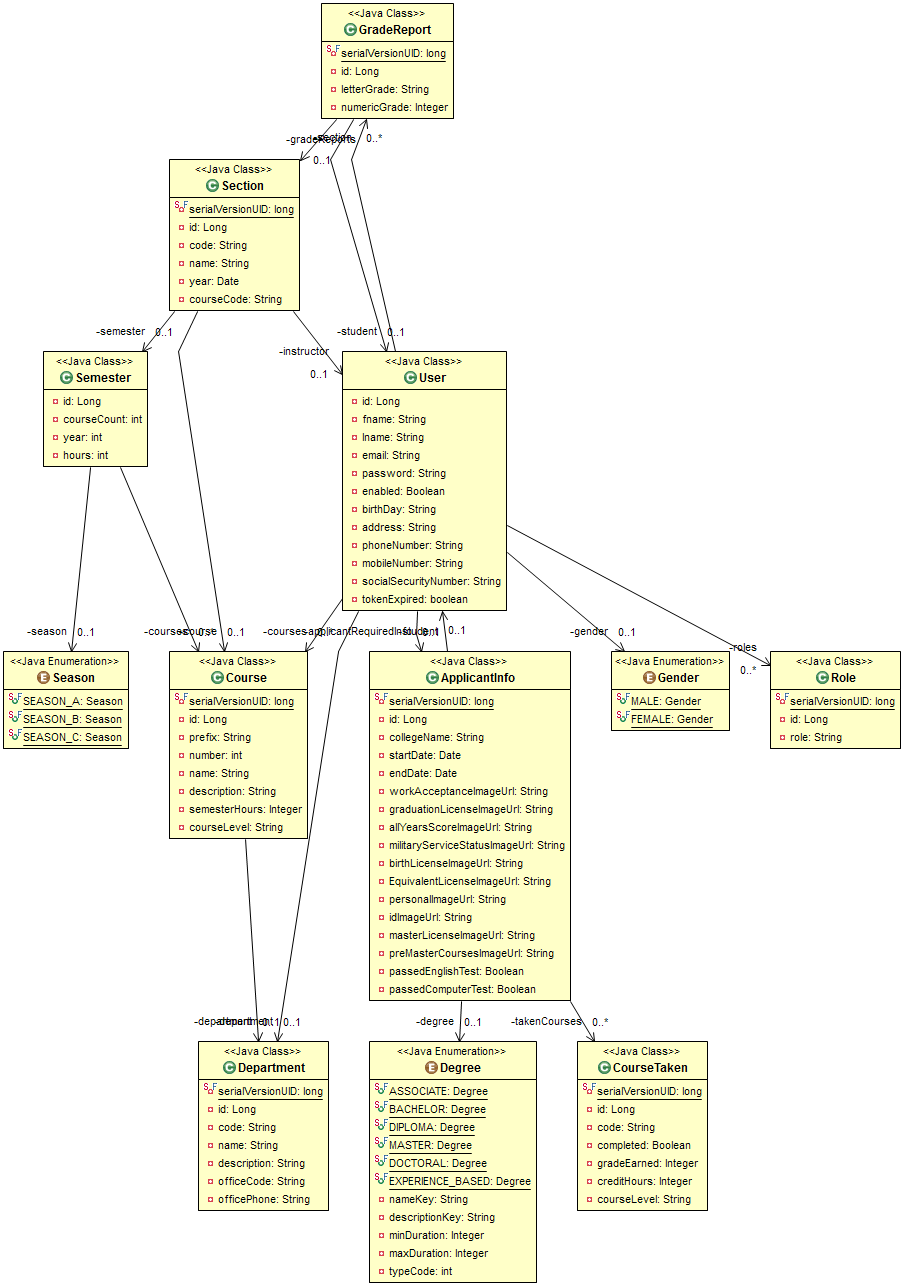 <<Java Class>>
GradeReport
serialVersionUID: long
id: Long
letterGrade: String
numericGrade: Integer
-gradeReports
-section
0..*
0..1
<<Java Class>>
Section
serialVersionUID: long
id: Long
code: String
name: String
year: Date
courseCode: String
-semester
0..1
-student
0..1
-instructor
0..1
<<Java Class>>
Semester
id: Long
courseCount: int
year: int
hours: int
<<Java Class>>
User
id: Long
fname: String
lname: String
email: String
password: String
enabled: Boolean
birthDay: String
address: String
phoneNumber: String
mobileNumber: String
socialSecurityNumber: String
tokenExpired: boolean
-season
0..1
-courses
-course
0..*
0..1
-courses
0..*
-applicantRequiredInfo
-student
0..1
0..1
-gender
0..1
-roles
0..*
<<Java Enumeration>>
Season
SEASON_A: Season
SEASON_B: Season
SEASON_C: Season
<<Java Class>>
Course
serialVersionUID: long
id: Long
prefix: String
number: int
name: String
description: String
semesterHours: Integer
courseLevel: String
<<Java Class>>
ApplicantInfo
serialVersionUID: long
id: Long
collegeName: String
startDate: Date
endDate: Date
workAcceptanceImageUrl: String
graduationLicenseImageUrl: String
allYearsScoreImageUrl: String
militaryServiceStatusImageUrl: String
birthLicenseImageUrl: String
EquivalentLicenseImageUrl: String
personalImageUrl: String
idImageUrl: String
masterLicenseImageUrl: String
preMasterCoursesImageUrl: String
passedEnglishTest: Boolean
passedComputerTest: Boolean
<<Java Enumeration>>
Gender
MALE: Gender
FEMALE: Gender
<<Java Class>>
Role
serialVersionUID: long
id: Long
role: String
-department
-department
0..1
0..1
-degree
0..1
-takenCourses
0..*
<<Java Class>>
Department
serialVersionUID: long
id: Long
code: String
name: String
description: String
officeCode: String
officePhone: String
<<Java Enumeration>>
Degree
ASSOCIATE: Degree
BACHELOR: Degree
DIPLOMA: Degree
MASTER: Degree
DOCTORAL: Degree
EXPERIENCE_BASED: Degree
nameKey: String
descriptionKey: String
minDuration: Integer
maxDuration: Integer
typeCode: int
<<Java Class>>
CourseTaken
serialVersionUID: long
id: Long
code: String
completed: Boolean
gradeEarned: Integer
creditHours: Integer
courseLevel: String